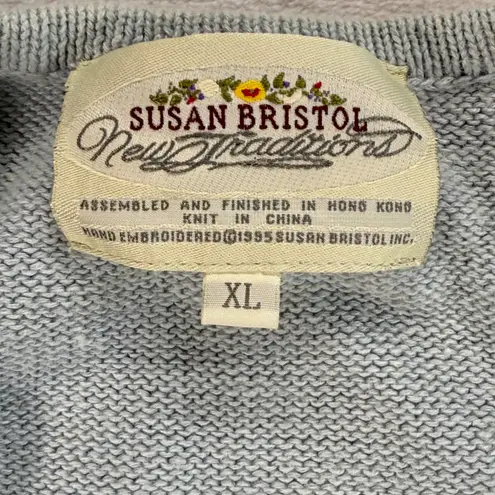 SUSAN BRISTOL
New Traditions
ASSEMBLED AND FINISHED IN HONG KONG
KNIT IN CHINA
HAND EMBROIDERED ©1995 SUSAN BRISTOL INC.
XL